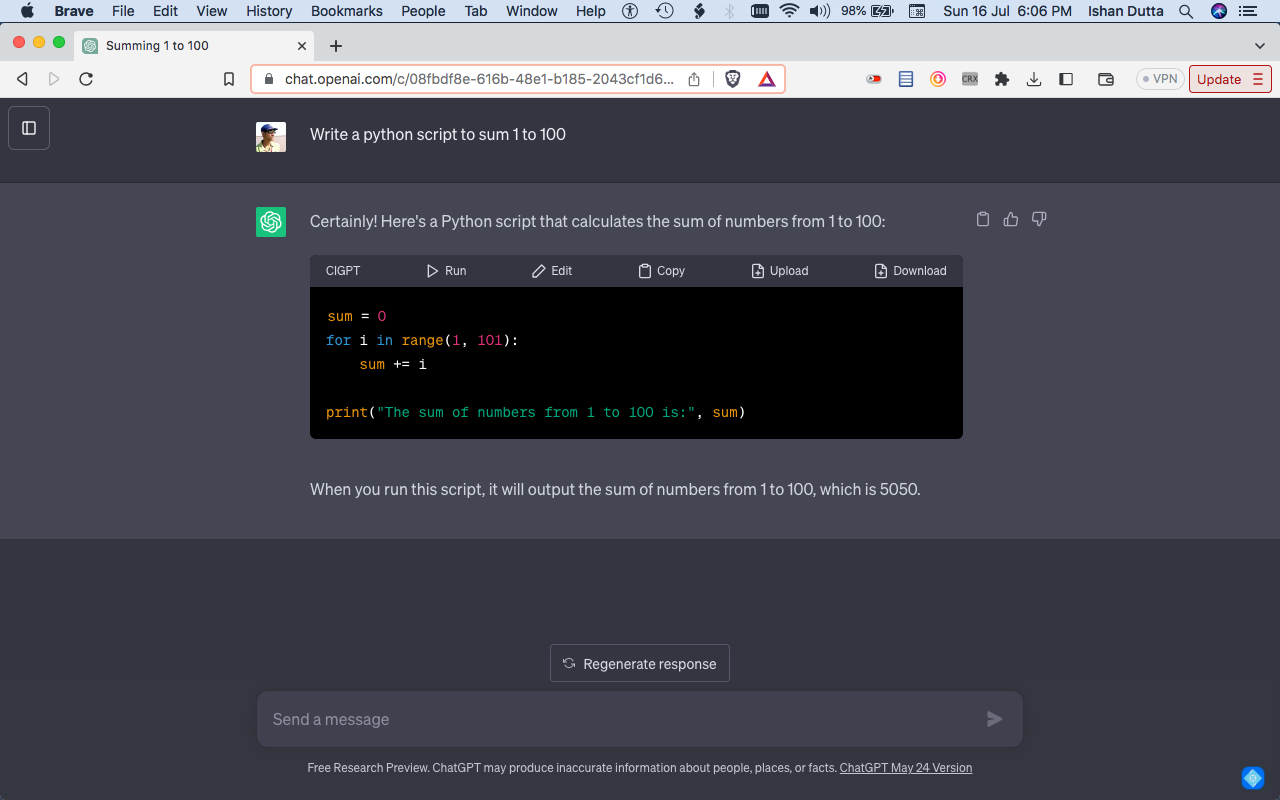 Brave File Edit View History Bookmarks People Tab Window Help 98% Sun 16 Jul 6:06 PM Ishan Dutta
Summing 1 to 100
chat.openai.com/c/08fbdf8e-616b-48e1-b185-2043cf1d6... CRX VPN Update
Write a python script to sum 1 to 100
Certainly! Here's a Python script that calculates the sum of numbers from 1 to 100:
CIGPT Run Edit Copy Upload Download
sum = 0
for i in range(1, 101):
    sum += i
print("The sum of numbers from 1 to 100 is:", sum)
When you run this script, it will output the sum of numbers from 1 to 100, which is 5050.
Regenerate response
Send a message
Free Research Preview. ChatGPT may produce inaccurate information about people, places, or facts. ChatGPT May 24 Version